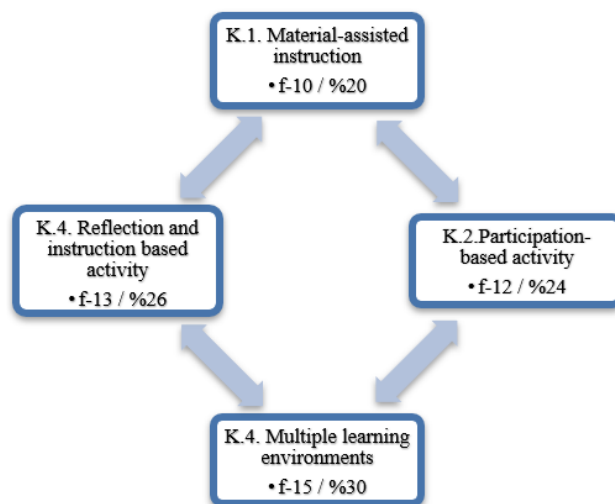 K.1. Material-assisted
instruction
• f-10 / %20
K.4. Reflection and
instruction based
activity
• f-13 / %26
K.2.Participation-
based activity
• f-12 / %24
K.4. Multiple learning
environments
• f-15 / %30